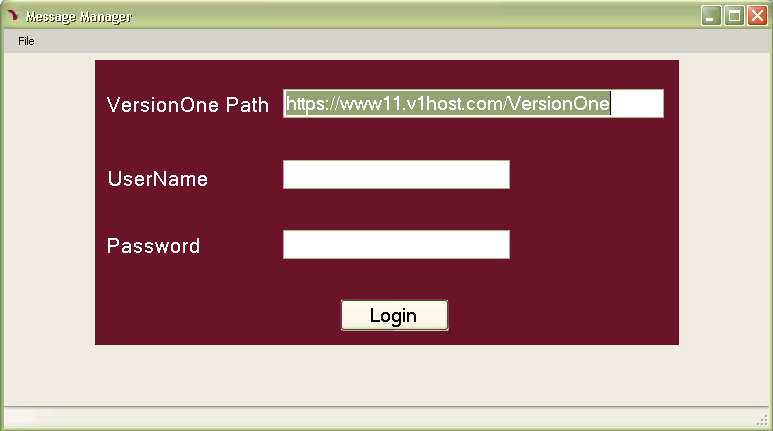 Message Manager
File
VersionOne Path https://www11.v1host.com/VersionOne
UserName
Password
Login